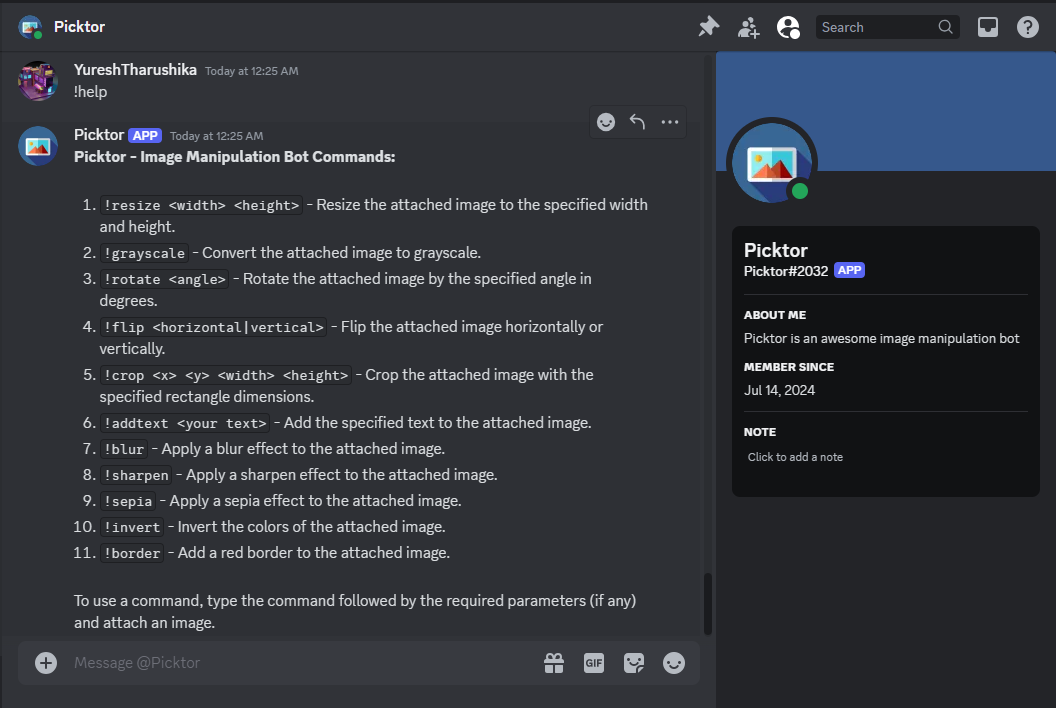 Picktor
Search
YureshTharushika Today at 12:25 AM
!help
Picktor APP Today at 12:25 AM
Picktor - Image Manipulation Bot Commands:
1. !resize <width> <height> - Resize the attached image to the specified width
and height.
2. !grayscale - Convert the attached image to grayscale.
3. !rotate <angle> - Rotate the attached image by the specified angle in
degrees.
4. !flip <horizontal|vertical> - Flip the attached image horizontally or
vertically.
5. !crop <x> <y> <width> <height> - Crop the attached image with the
specified rectangle dimensions.
6. !addtext <your text> - Add the specified text to the attached image.
7. !blur - Apply a blur effect to the attached image.
8. !sharpen - Apply a sharpen effect to the attached image.
9. !sepia - Apply a sepia effect to the attached image.
10. !invert - Invert the colors of the attached image.
11. !border - Add a red border to the attached image.
To use a command, type the command followed by the required parameters (if any)
and attach an image.
Message @Picktor
GIF
Picktor
Picktor#2032 APP
ABOUT ME
Picktor is an awesome image manipulation bot
MEMBER SINCE
Jul 14, 2024
NOTE
Click to add a note